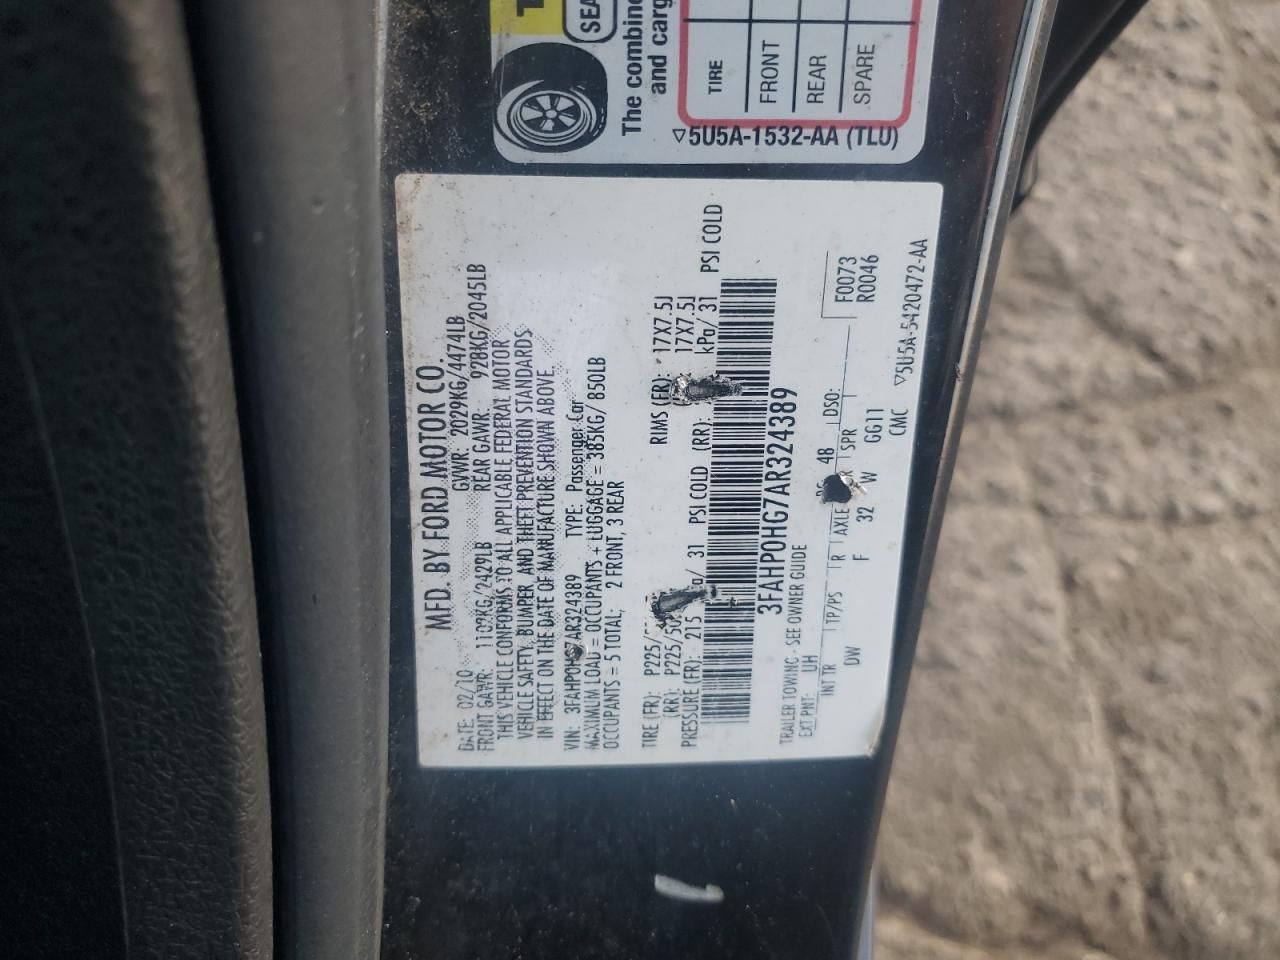 SEA
The combine
and carg
TIRE
FRONT
REAR
SPARE
▽5U5A-1532-AA (TLU)
MFD. BY FORD MOTOR CO.
DATE: 02/10 GVWR: 2029KG/4474LB
FRONT GAWR: 1102KG/2429LB REAR GAWR: 928KG/2045LB
THIS VEHICLE CONFORMS TO ALL APPLICABLE FEDERAL MOTOR
VEHICLE SAFETY, BUMPER, AND THEFT PREVENTION STANDARDS
IN EFFECT ON THE DATE OF MANUFACTURE SHOWN ABOVE.
VIN: 3FAHP0HG7AR324389 TYPE: Passenger Car
MAXIMUM LOAD = OCCUPANTS + LUGGAGE = 385KG/ 850LB
OCCUPANTS = 5 TOTAL; 2 FRONT, 3 REAR
TIRE (FR): P225/ RIMS (FR): 17X7.5J
(RR): P225/50 (RR): 17X7.5J
PRESSURE (FR): 215 / 31 PSI COLD kPa/ 31 PSI COLD
3FAHP0HG7AR324389
TRAILER TOWING - SEE OWNER GUIDE
EXT PNT: UH 48 DSO:
F0073
R0046
INT TR TP/PS R AXLE SPR
DW F 32 W GG11
CMC
▽5U5A-5420472-AA